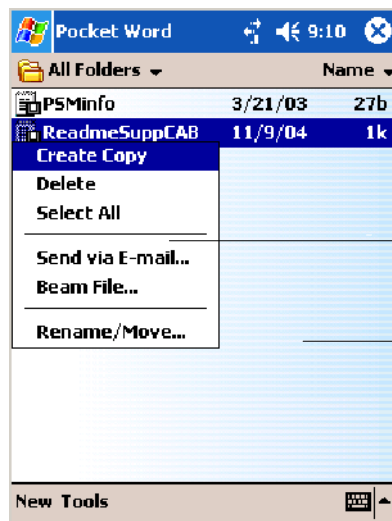 Pocket Word 9:10
All Folders Name
PSMinfo 3/21/03 27b
ReadmeSuppCAB 11/9/04 1k
Create Copy
Delete
Select All
Send via E-mail...
Beam File...
Rename/Move...
New Tools